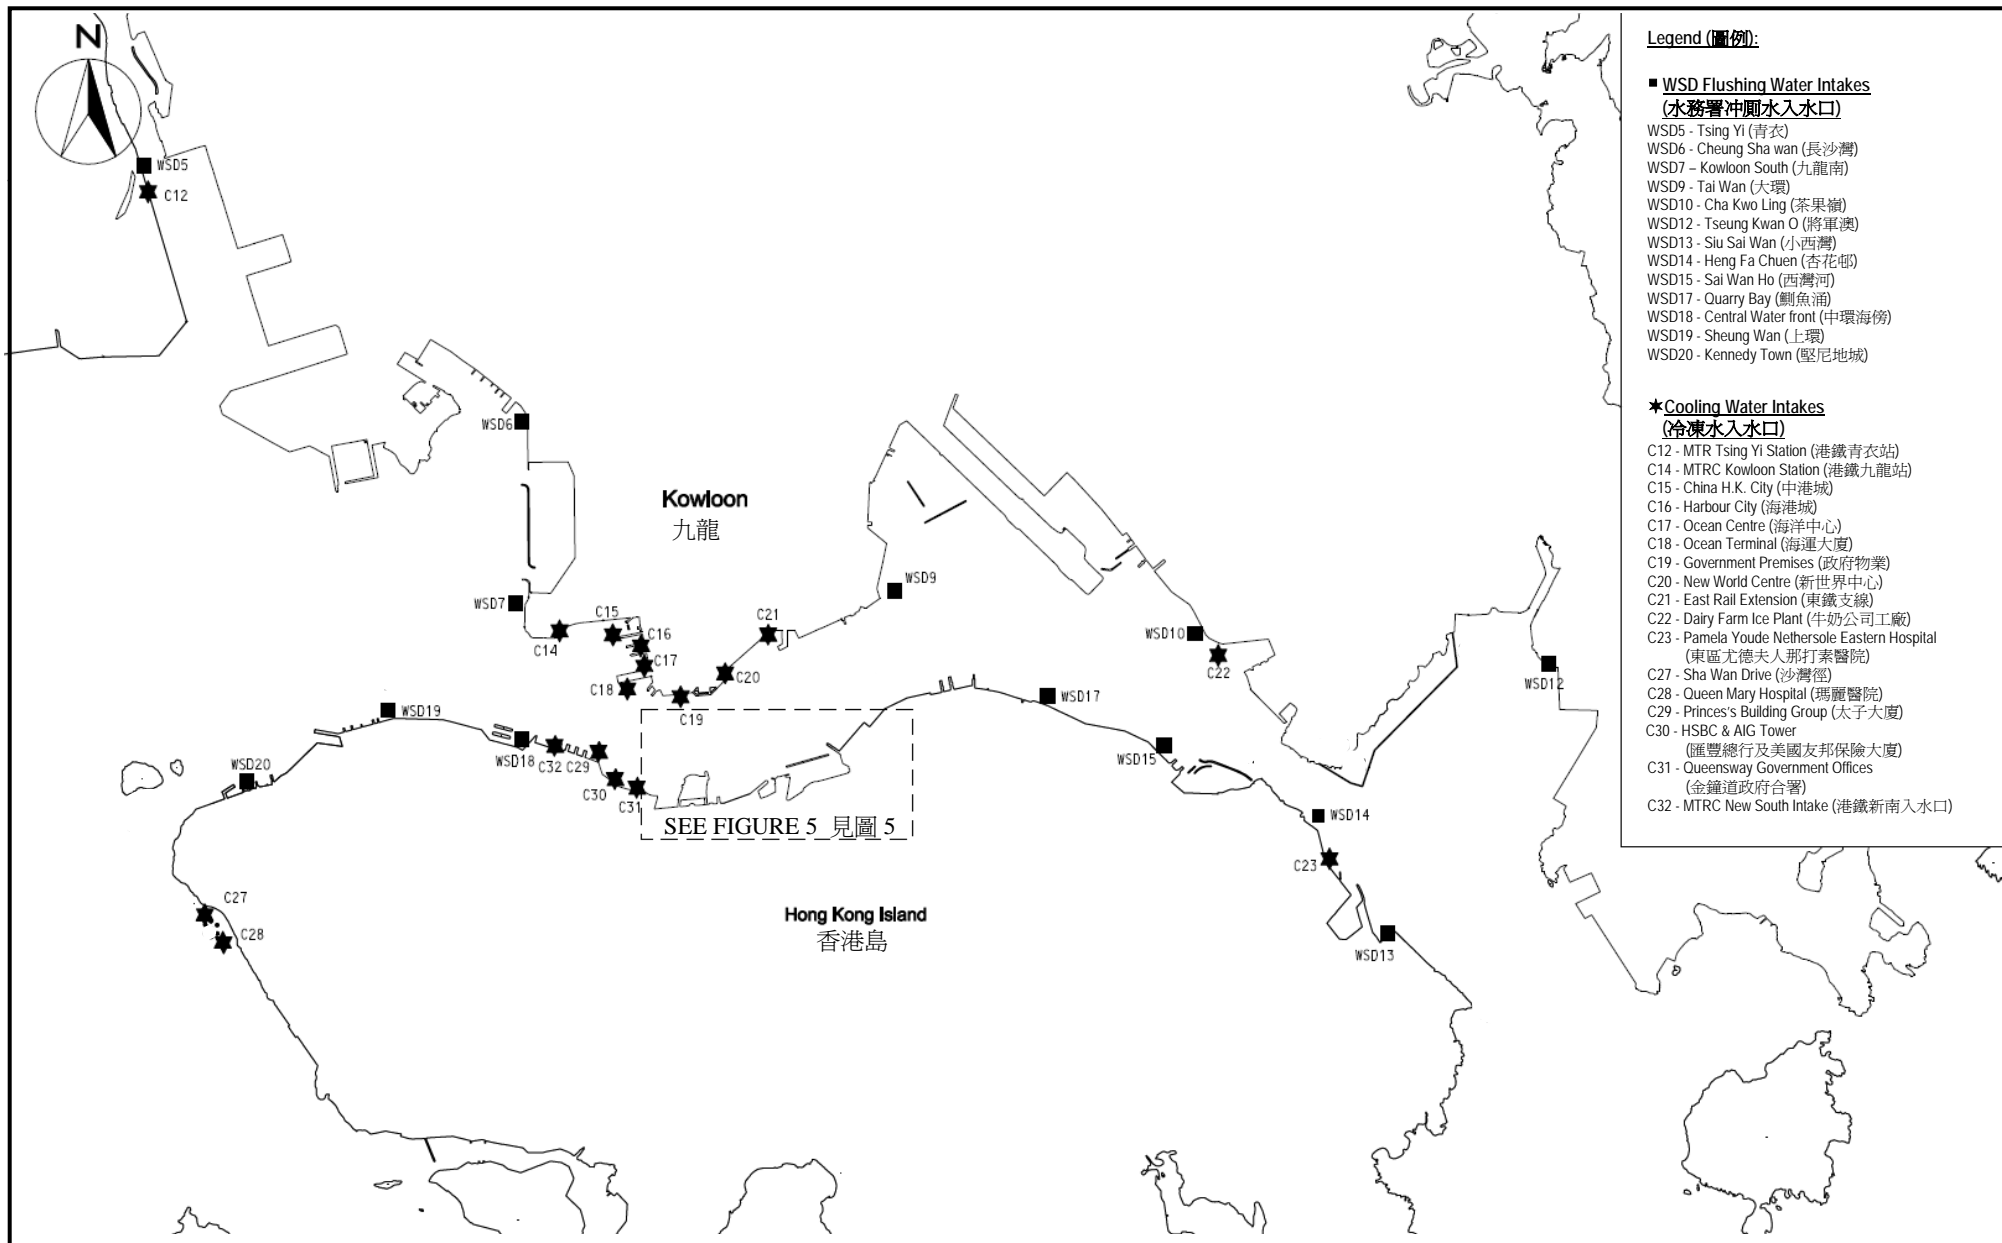 N
WSD5
C12
WSD6
Kowloon
九龍
WSD7
C14
C15
C16
C17
C18
C19
C20
C21
WSD9
WSD10
C22
WSD12
WSD17
WSD15
WSD14
C23
WSD13
WSD19
WSD20
WSD18
C32
C29
C30
C31
SEE FIGURE 5 見圖 5
C27
C28
Hong Kong Island
香港島
Legend (圖例):
WSD Flushing Water Intakes
(水務署冲厠水入水口)
WSD5 - Tsing Yi (青衣)
WSD6 - Cheung Sha wan (長沙灣)
WSD7 – Kowloon South (九龍南)
WSD9 - Tai Wan (大環)
WSD10 - Cha Kwo Ling (茶果嶺)
WSD12 - Tseung Kwan O (將軍澳)
WSD13 - Siu Sai Wan (小西灣)
WSD14 - Heng Fa Chuen (杏花邨)
WSD15 - Sai Wan Ho (西灣河)
WSD17 - Quarry Bay (鰂魚涌)
WSD18 - Central Water front (中環海傍)
WSD19 - Sheung Wan (上環)
WSD20 - Kennedy Town (堅尼地城)
Cooling Water Intakes
(冷凍水入水口)
C12 - MTR Tsing Yi Station (港鐵青衣站)
C14 - MTRC Kowloon Station (港鐵九龍站)
C15 - China H.K. City (中港城)
C16 - Harbour City (海港城)
C17 - Ocean Centre (海洋中心)
C18 - Ocean Terminal (海運大廈)
C19 - Government Premises (政府物業)
C20 - New World Centre (新世界中心)
C21 - East Rail Extension (東鐵支線)
C22 - Dairy Farm Ice Plant (牛奶公司工廠)
C23 - Pamela Youde Nethersole Eastern Hospital
(東區尤德夫人那打素醫院)
C27 - Sha Wan Drive (沙灣徑)
C28 - Queen Mary Hospital (瑪麗醫院)
C29 - Princes's Building Group (太子大廈)
C30 - HSBC & AIG Tower
(匯豐總行及美國友邦保險大廈)
C31 - Queensway Government Offices
(金鐘道政府合署)
C32 - MTRC New South Intake (港鐵新南入水口)